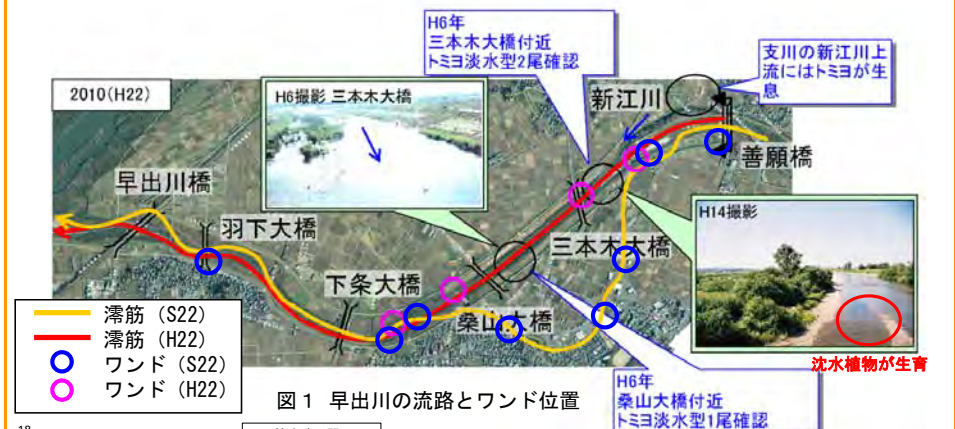 H6年
三本木大橋付近
トミヨ淡水型2尾確認
支川の新江川上
流にはトミヨが生
息
2010(H22)
H6撮影 三本木大橋
新江川
善願橋
早出川橋
羽下大橋
H14撮影
三本木大橋
下条大橋
桑山大橋
澪筋（S22）
澪筋（H22）
ワンド（S22）
ワンド（H22）
沈水植物が生育
図1 早出川の流路とワンド位置
H6年
桑山大橋付近
トミヨ淡水型1尾確認
18